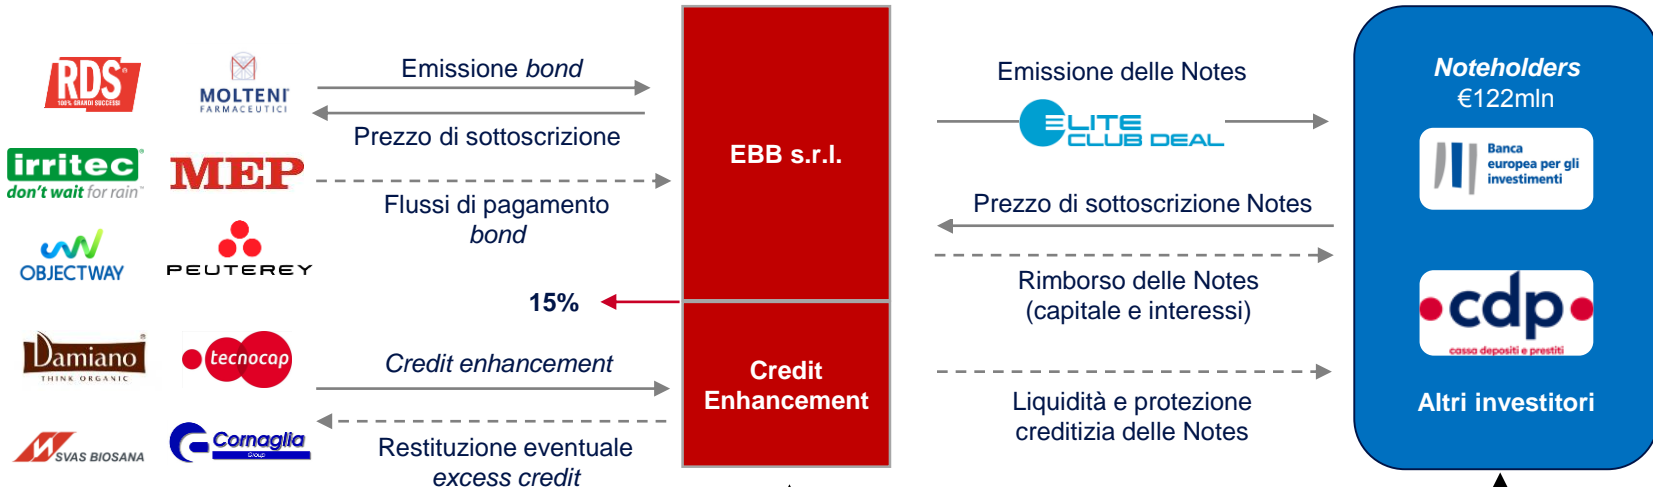 RDS
100% GRANDI SUCCESSI
MOLTENI
FARMACEUTICI
irritec
don't wait for rain™
MEP
OBJECTWAY
PEUTEREY
Damiano
THINK ORGANIC
tecnocap
SVAS BIOSANA
Cornaglia
Group
Emissione bond
Prezzo di sottoscrizione
Flussi di pagamento
bond
15%
Credit enhancement
Restituzione eventuale
excess credit
EBB s.r.l.
Credit
Enhancement
Emissione delle Notes
ELITE
CLUB DEAL
Prezzo di sottoscrizione Notes
Rimborso delle Notes
(capitale e interessi)
Liquidità e protezione
creditizia delle Notes
Noteholders
€122mln
Banca
europea per gli
investimenti
cdp
cassa depositi e prestiti
Altri investitori